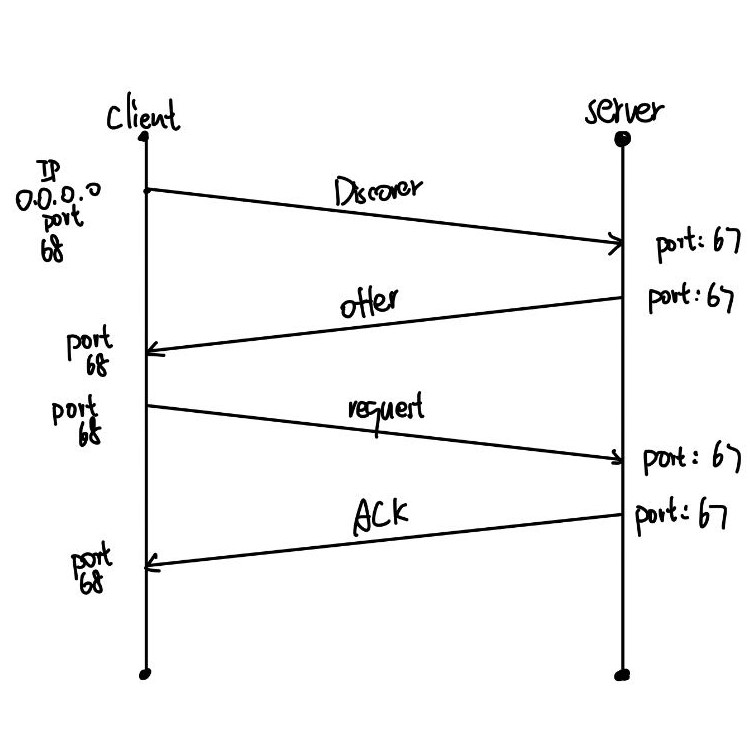 client
server
IP
0.0.0.0
port
68
Discover
port: 67
offer
port: 67
port
68
port
68
request
port: 67
ACK
port: 67
port
68